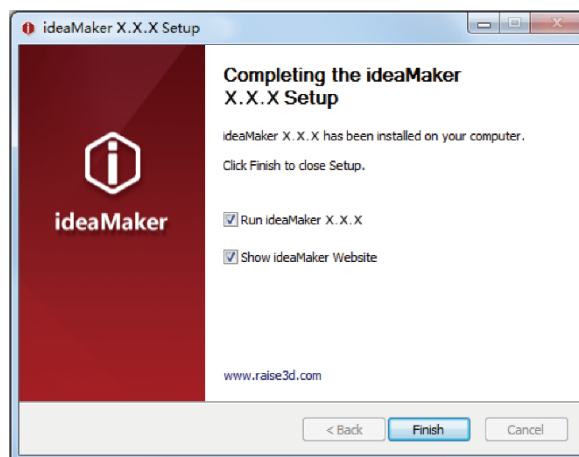 ideaMaker X.X.X Setup
Completing the ideaMaker
X.X.X Setup
ideaMaker X.X.X has been installed on your computer.
Click Finish to close Setup.
ideaMaker
Run ideaMaker X.X.X
Show ideaMaker Website
www.raise3d.com
< Back
Finish
Cancel